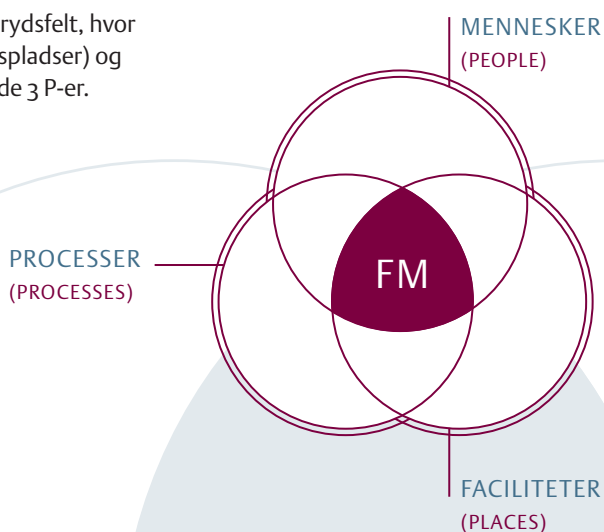 rydsfelt, hvor
spladser) og
de 3 P-er.
MENNESKER
(PEOPLE)
PROCESSER
(PROCESSES)
FM
FACILITETER
(PLACES)